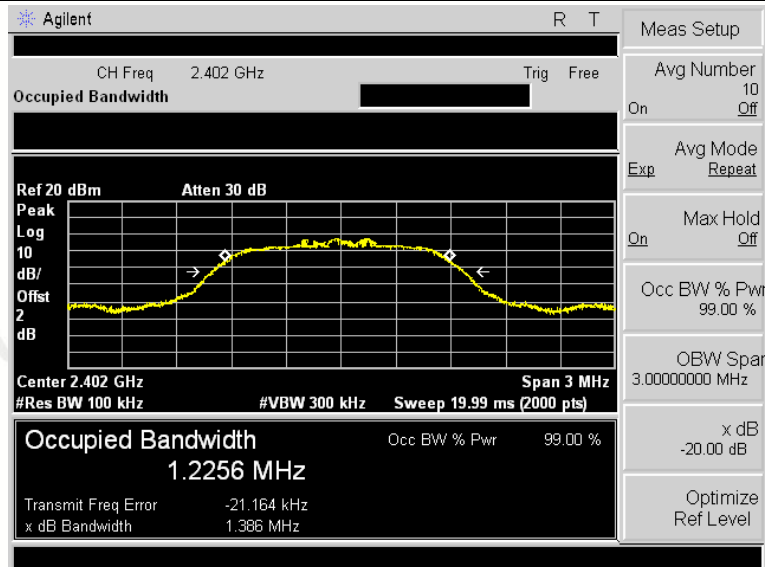 Agilent R T
CH Freq 2.402 GHz Trig Free
Occupied Bandwidth
Ref 20 dBm Atten 30 dB
Peak
Log
10
dB/
Offst
2
dB
Center 2.402 GHz Span 3 MHz
#Res BW 100 kHz #VBW 300 kHz Sweep 19.99 ms (2000 pts)
Occupied Bandwidth Occ BW % Pwr 99.00 %
1.2256 MHz
Transmit Freq Error -21.164 kHz
x dB Bandwidth 1.386 MHz
Meas Setup
Avg Number
10
On Off
Avg Mode
Exp Repeat
Max Hold
On Off
Occ BW % Pwr
99.00 %
OBW Spar
3.00000000 MHz
x dB
-20.00 dB
Optimize
Ref Level